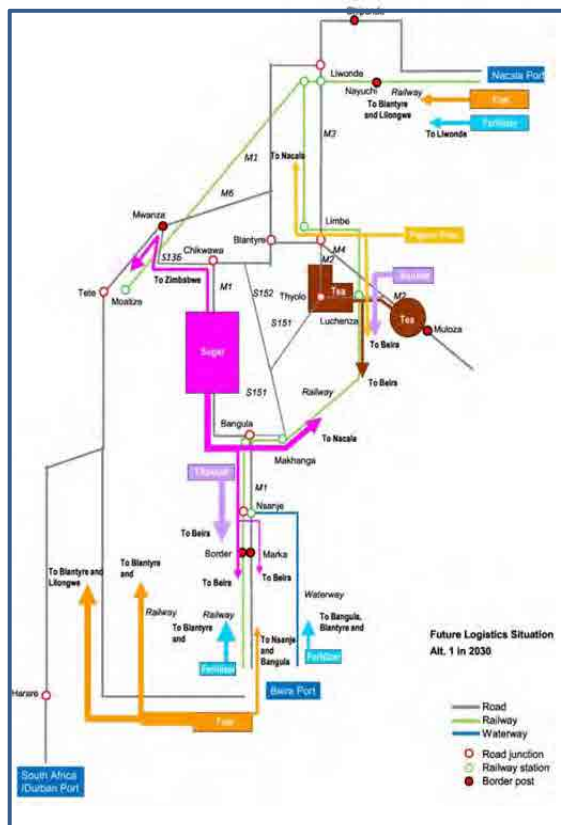 Liwonde
Nacala Port
Nayuchi
Railway
To Blantyre
and Lilongwe
Fuel
Fertilizer
To Liwonde
M3
M1
To Nacala
M6
Mwanza
Limbe
Blantyre
Pigeon Peas
Chikwawa
S136
M4
M2
To Zimbabwe
Tete
Moatize
M1
S152
Thyolo
Tea
M2
Luchenza
Tea
Muloza
S151
To Beira
Sugar
To Beira
Railway
S151
Bangula
To Nacala
Makhanga
M1
Nsanje
To Beira
Border
Marka
To Blantyre and
Lilongwe
To Blantyre
and
To Beira
To Beira
Railway
Railway
Waterway
To Blantyre
and
To Bangula,
Blantyre and
To Nsanje
and
Bangula
Fertilizer
Fertilizer
Future Logistics Situation
Alt. 1 in 2030
Beira Port
Harare
Fuel
Road
Railway
Waterway
Road junction
Railway station
Border post
South Africa
/Durban Port